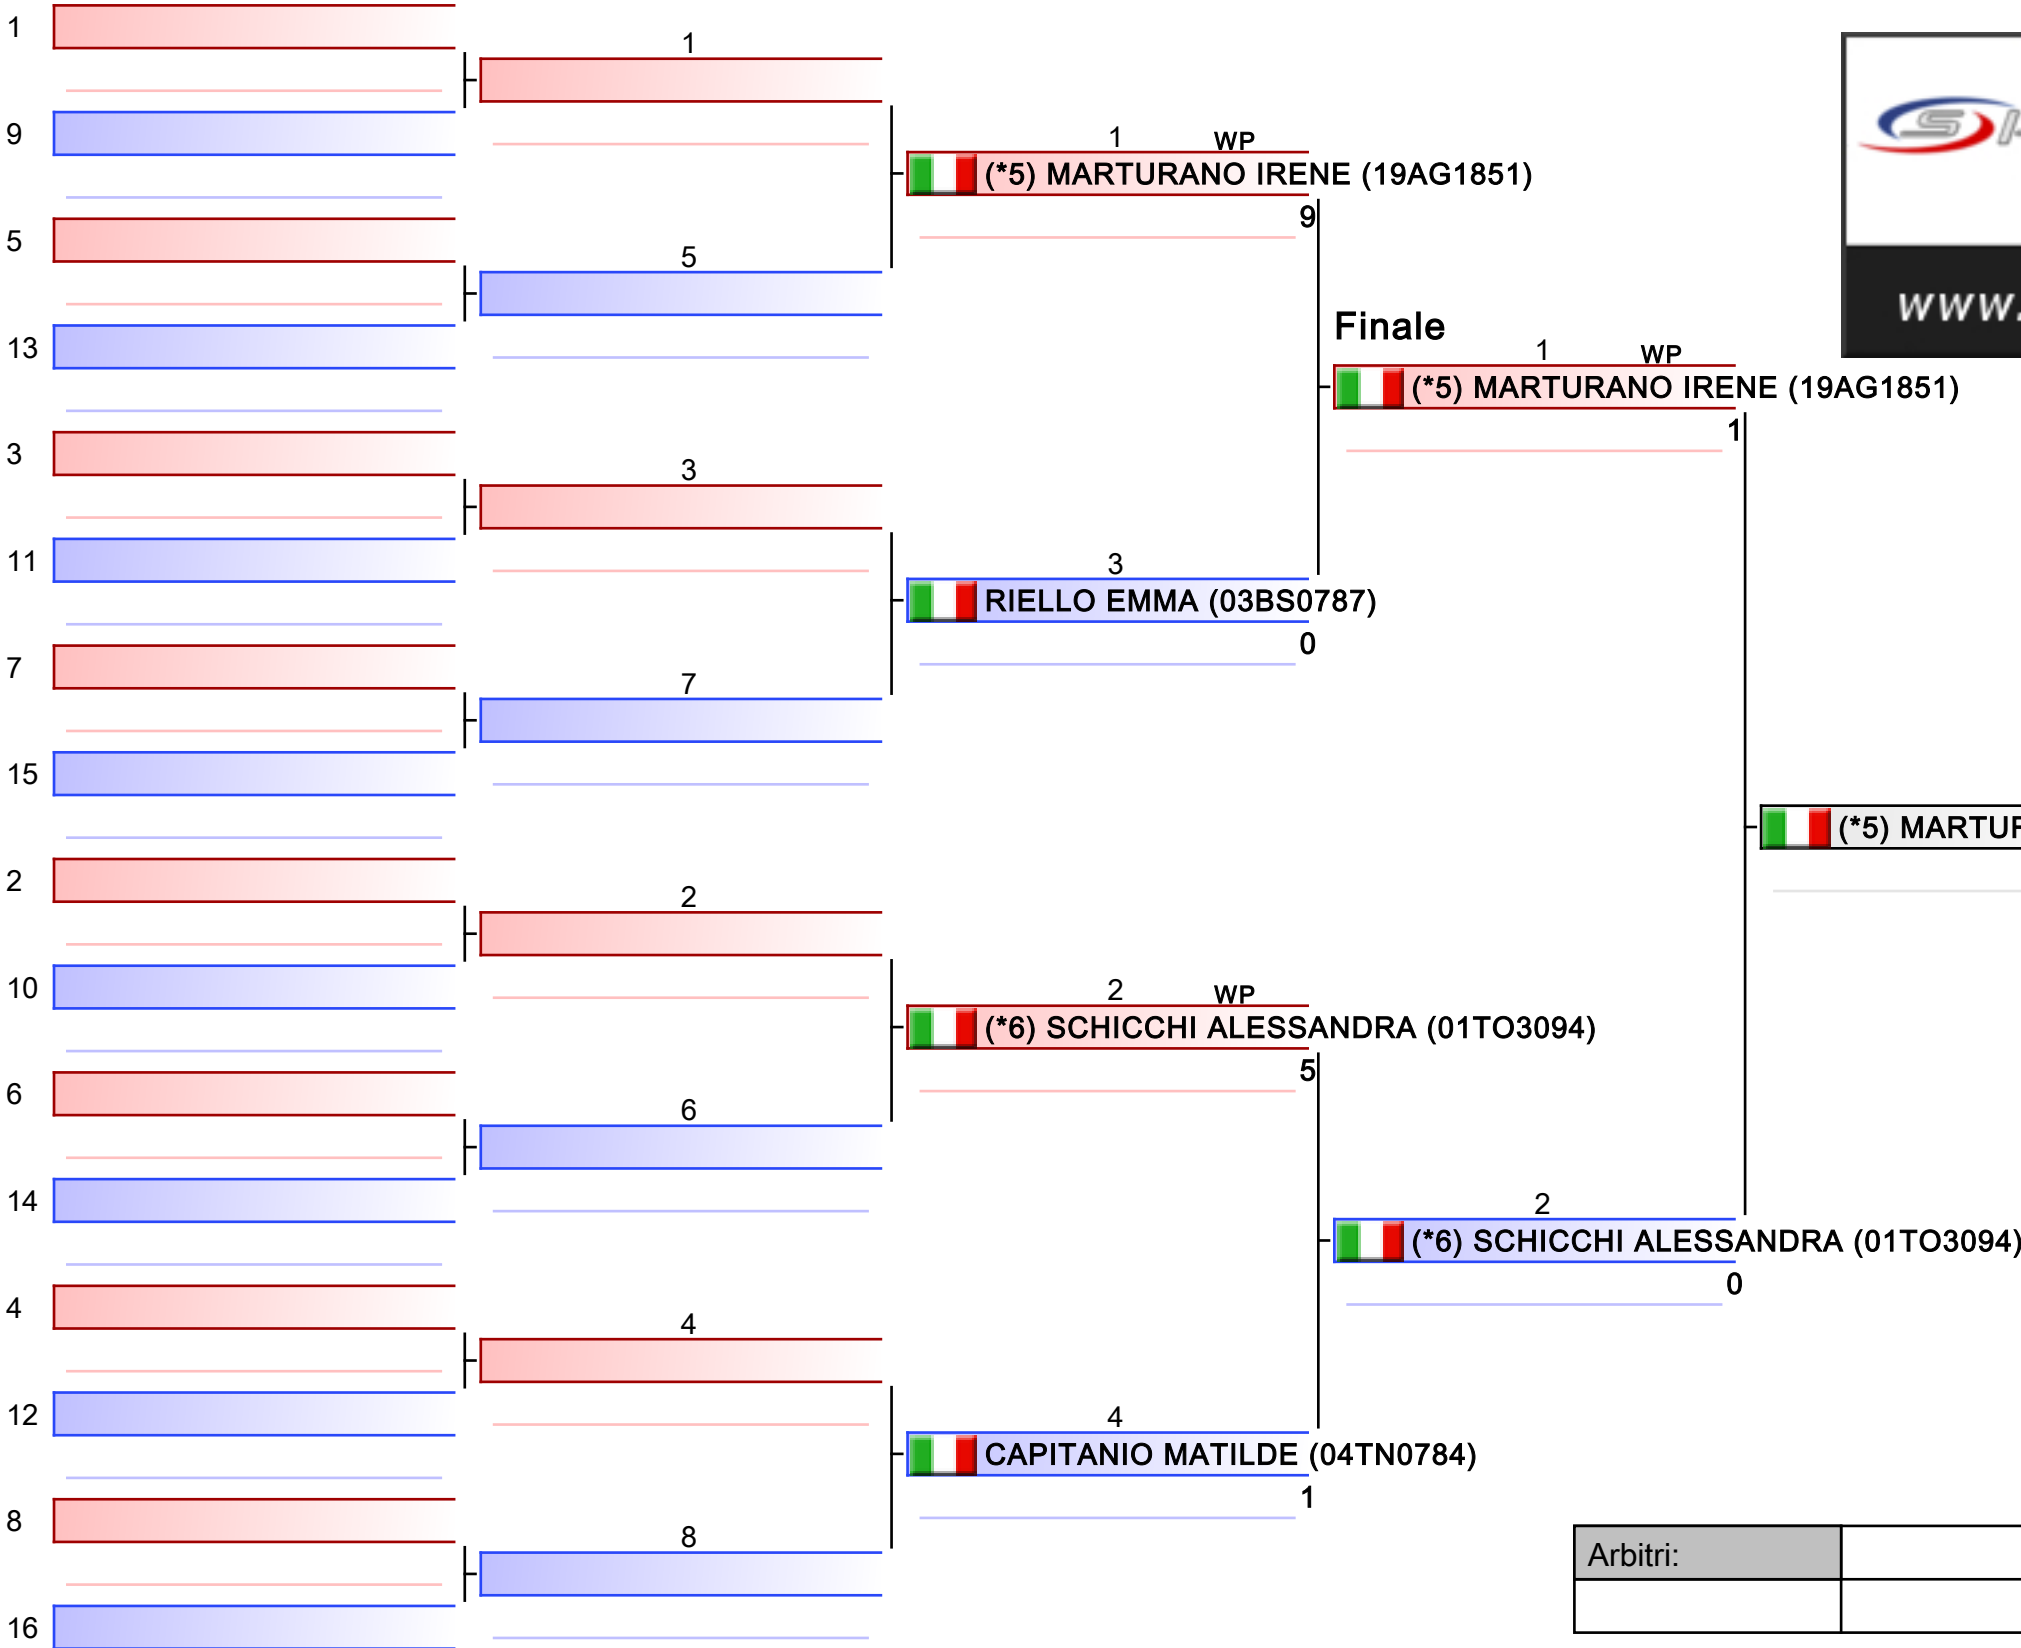 1
9
5
13
3
11
7
15
2
10
6
14
4
12
8
16
1
5
3
7
2
6
4
8
1 WP
(*5) MARTURANO IRENE (19AG1851)
9
3
RIELLO EMMA (03BS0787)
0
2 WP
(*6) SCHICCHI ALESSANDRA (01TO3094)
5
4
CAPITANIO MATILDE (04TN0784)
1
Finale
1 WP
(*5) MARTURANO IRENE (19AG1851)
1
2
(*6) SCHICCHI ALESSANDRA (01TO3094)
0
(*5) MARTUR
www.
Arbitri: